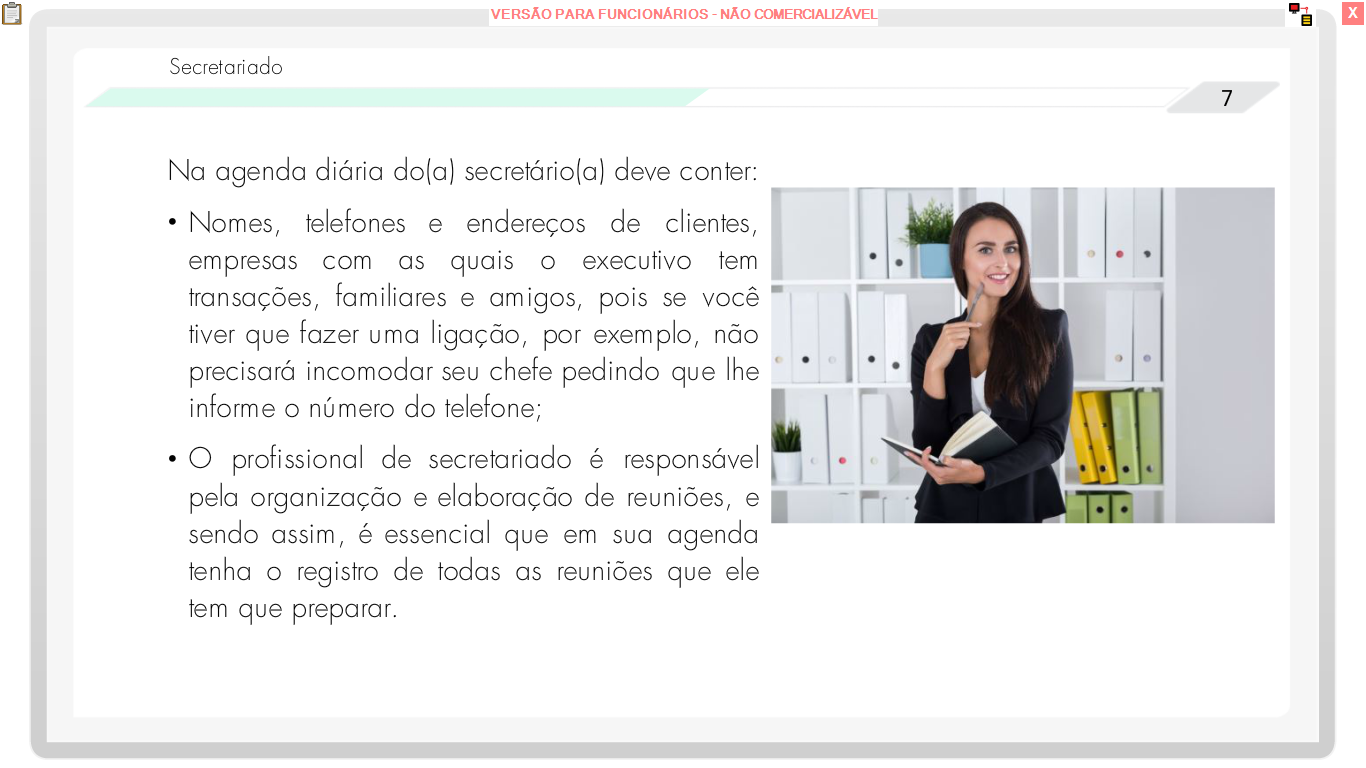 VERSÃO PARA FUNCIONÁRIOS - NÃO COMERCIALIZÁVEL
X
Secretariado
7
Na agenda diária do(a) secretário(a) deve conter:
• Nomes, telefones e endereços de clientes,
empresas com as quais o executivo tem
transações, familiares e amigos, pois se você
tiver que fazer uma ligação, por exemplo, não
precisará incomodar seu chefe pedindo que lhe
informe o número do telefone;
• O profissional de secretariado é responsável
pela organização e elaboração de reuniões, e
sendo assim, é essencial que em sua agenda
tenha o registro de todas as reuniões que ele
tem que preparar.